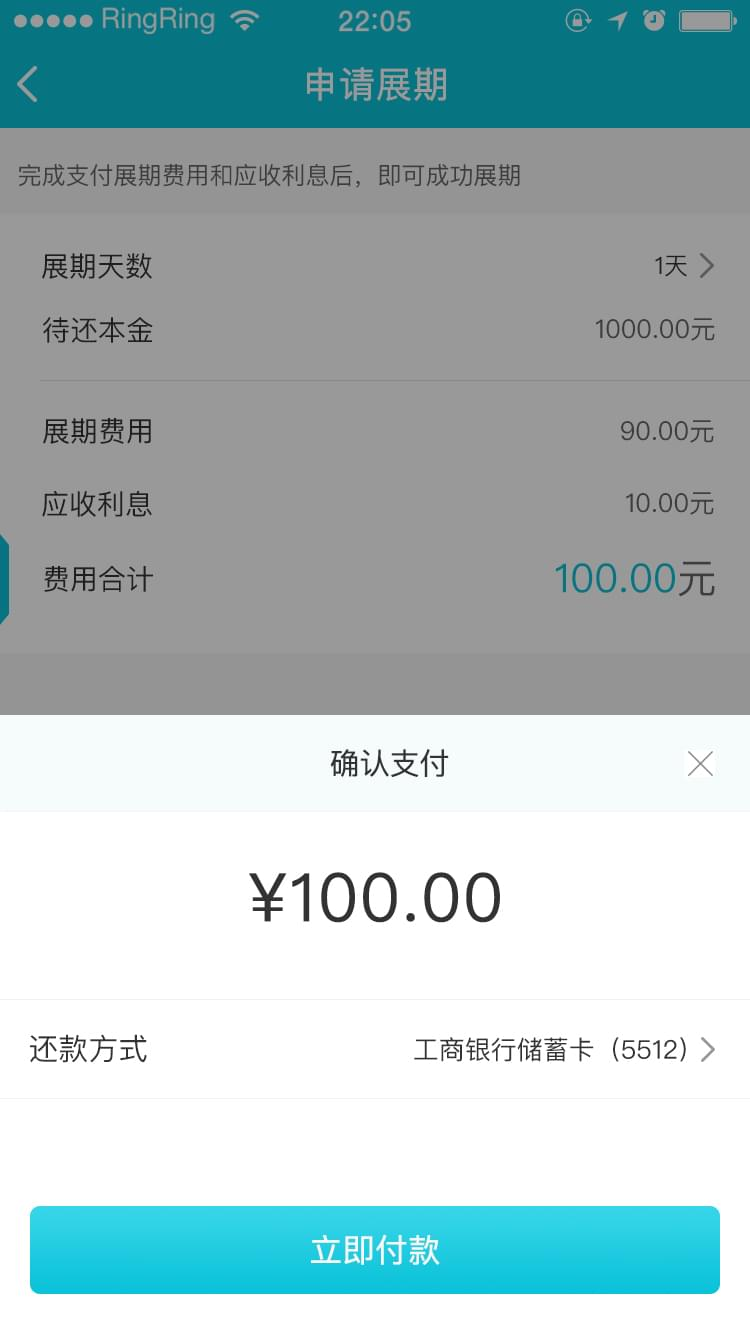 RingRing 22:05
申请展期
完成支付展期费用和应收利息后，即可成功展期
展期天数 1天
待还本金 1000.00元
展期费用 90.00元
应收利息 10.00元
费用合计 100.00元
确认支付
¥100.00
还款方式 工商银行储蓄卡（5512）
立即付款